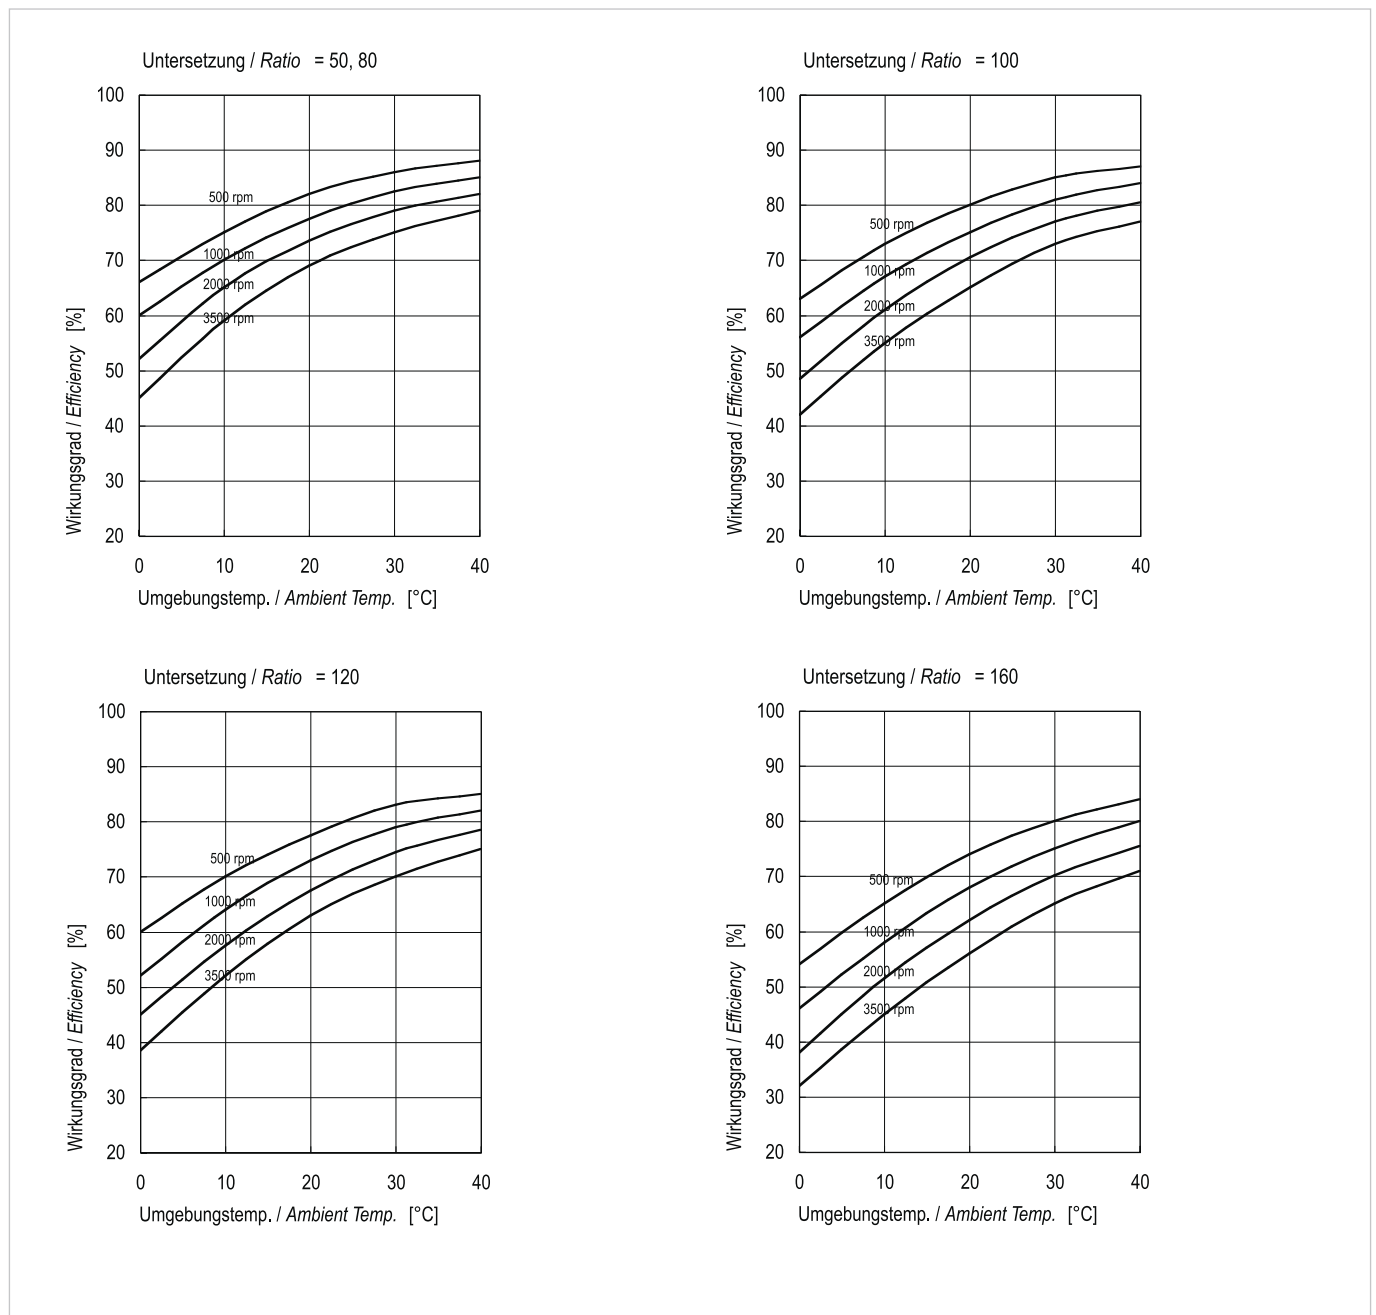 Untersetzung / Ratio = 50, 80
100
90
80
70
60
50
40
30
20
500 rpm
1000 rpm
2000 rpm
3500 rpm
0 10 20 30 40
Wirkungsgrad / Efficiency [%]
Umgebungstemp. / Ambient Temp. [°C]
Untersetzung / Ratio = 100
100
90
80
70
60
50
40
30
20
500 rpm
1000 rpm
2000 rpm
3500 rpm
0 10 20 30 40
Wirkungsgrad / Efficiency [%]
Umgebungstemp. / Ambient Temp. [°C]
Untersetzung / Ratio = 120
100
90
80
70
60
50
40
30
20
500 rpm
1000 rpm
2000 rpm
3500 rpm
0 10 20 30 40
Wirkungsgrad / Efficiency [%]
Umgebungstemp. / Ambient Temp. [°C]
Untersetzung / Ratio = 160
100
90
80
70
60
50
40
30
20
500 rpm
1000 rpm
2000 rpm
3500 rpm
0 10 20 30 40
Wirkungsgrad / Efficiency [%]
Umgebungstemp. / Ambient Temp. [°C]